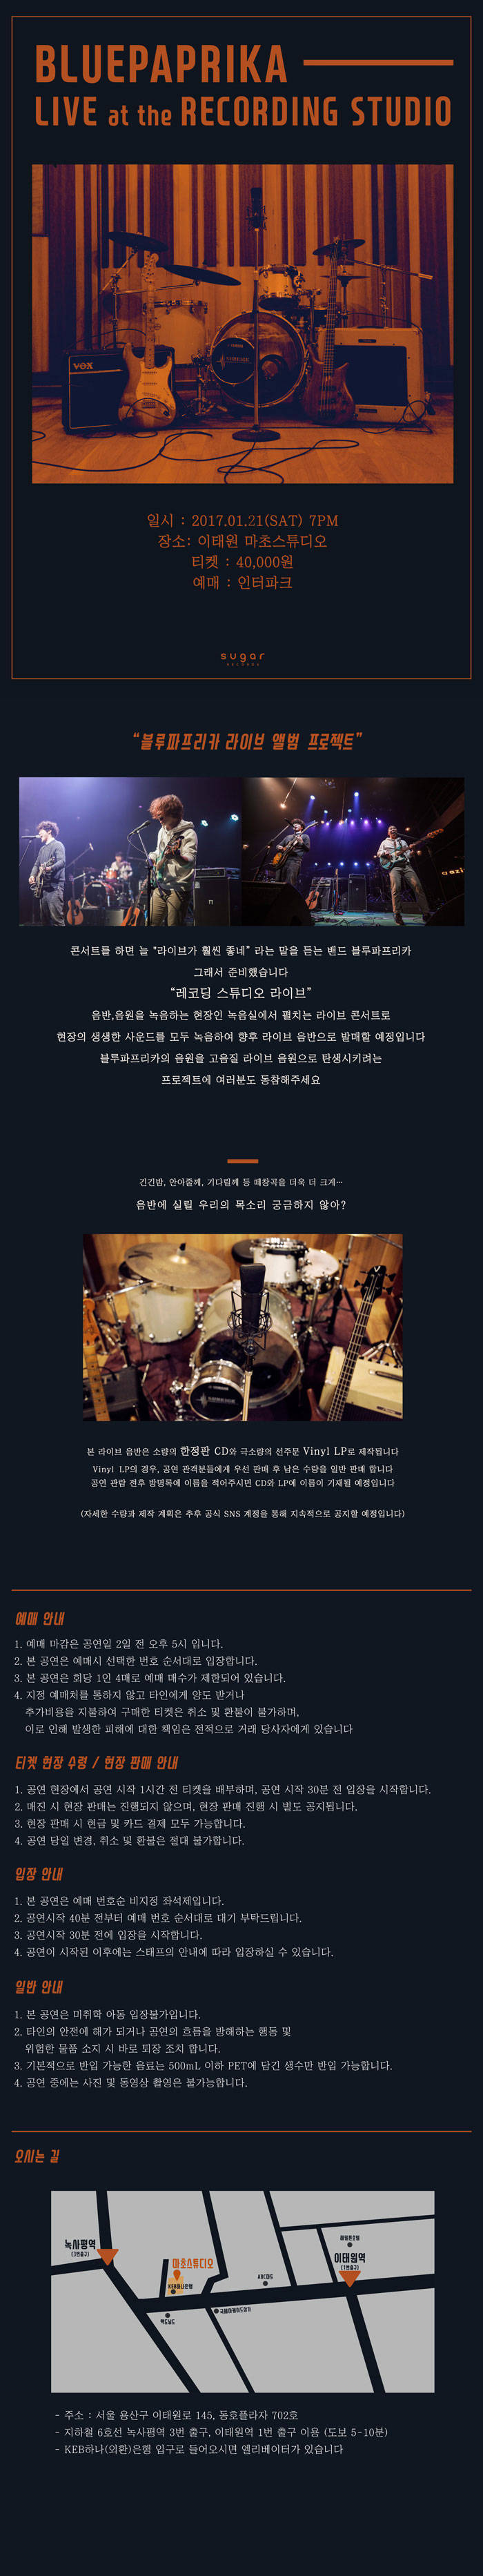 BLUEPAPRIKA
LIVE at the RECORDING STUDIO
VOX
일시 : 2017.01.21(SAT) 7PM
장소: 이태원 마초스튜디오
티켓 : 40,000원
예매 : 인터파크
sugar
RECORDS
“블루파프리카 라이브 앨범 프로젝트”
콘서트를 하면 늘 "라이브가 훨씬 좋네" 라는 말을 듣는 밴드 블루파프리카
그래서 준비했습니다
“레코딩 스튜디오 라이브”
음반,음원을 녹음하는 현장인 녹음실에서 펼치는 라이브 콘서트로
현장의 생생한 사운드를 모두 녹음하여 향후 라이브 음반으로 발매할 예정입니다
블루파프리카의 음원을 고음질 라이브 음원으로 탄생시키려는
프로젝트에 여러분도 동참해주세요
긴긴밤, 안아줄께, 기다릴께 등 떼창곡을 더욱 더 크게…
음반에 실릴 우리의 목소리 궁금하지 않아?
본 라이브 음반은 소량의 한정판 CD와 극소량의 선주문 Vinyl LP로 제작됩니다
Vinyl LP의 경우, 공연 관객분들에게 우선 판매 후 남은 수량을 일반 판매 합니다
공연 관람 전후 방명록에 이름을 적어주시면 CD와 LP에 이름이 기재될 예정입니다
(자세한 수량과 제작 계획은 추후 공식 SNS 계정을 통해 지속적으로 공지할 예정입니다)
예매 안내
1. 예매 마감은 공연일 2일 전 오후 5시 입니다.
2. 본 공연은 예매시 선택한 번호 순서대로 입장합니다.
3. 본 공연은 회당 1인 4매로 예매 매수가 제한되어 있습니다.
4. 지정 예매처를 통하지 않고 타인에게 양도 받거나
추가비용을 지불하여 구매한 티켓은 취소 및 환불이 불가하며,
이로 인해 발생한 피해에 대한 책임은 전적으로 거래 당사자에게 있습니다
티켓 현장 수령 / 현장 판매 안내
1. 공연 현장에서 공연 시작 1시간 전 티켓을 배부하며, 공연 시작 30분 전 입장을 시작합니다.
2. 매진 시 현장 판매는 진행되지 않으며, 현장 판매 진행 시 별도 공지됩니다.
3. 현장 판매 시 현금 및 카드 결제 모두 가능합니다.
4. 공연 당일 변경, 취소 및 환불은 절대 불가합니다.
입장 안내
1. 본 공연은 예매 번호순 비지정 좌석제입니다.
2. 공연시작 40분 전부터 예매 번호 순서대로 대기 부탁드립니다.
3. 공연시작 30분 전에 입장을 시작합니다.
4. 공연이 시작된 이후에는 스태프의 안내에 따라 입장하실 수 있습니다.
일반 안내
1. 본 공연은 미취학 아동 입장불가입니다.
2. 타인의 안전에 해가 되거나 공연의 흐름을 방해하는 행동 및
위험한 물품 소지 시 바로 퇴장 조치 합니다.
3. 기본적으로 반입 가능한 음료는 500mL 이하 PET에 담긴 생수만 반입 가능합니다.
4. 공연 중에는 사진 및 동영상 촬영은 불가능합니다.
오시는 길
녹사평역
(3번출구)
마초스튜디오
KEB하나은행
ABC마트
해밀톤호텔
이태원역
(1번출구)
맥도날드
- 주소 : 서울 용산구 이태원로 145, 동호플라자 702호
- 지하철 6호선 녹사평역 3번 출구, 이태원역 1번 출구 이용 (도보 5-10분)
- KEB하나(외환)은행 입구로 들어오시면 엘리베이터가 있습니다